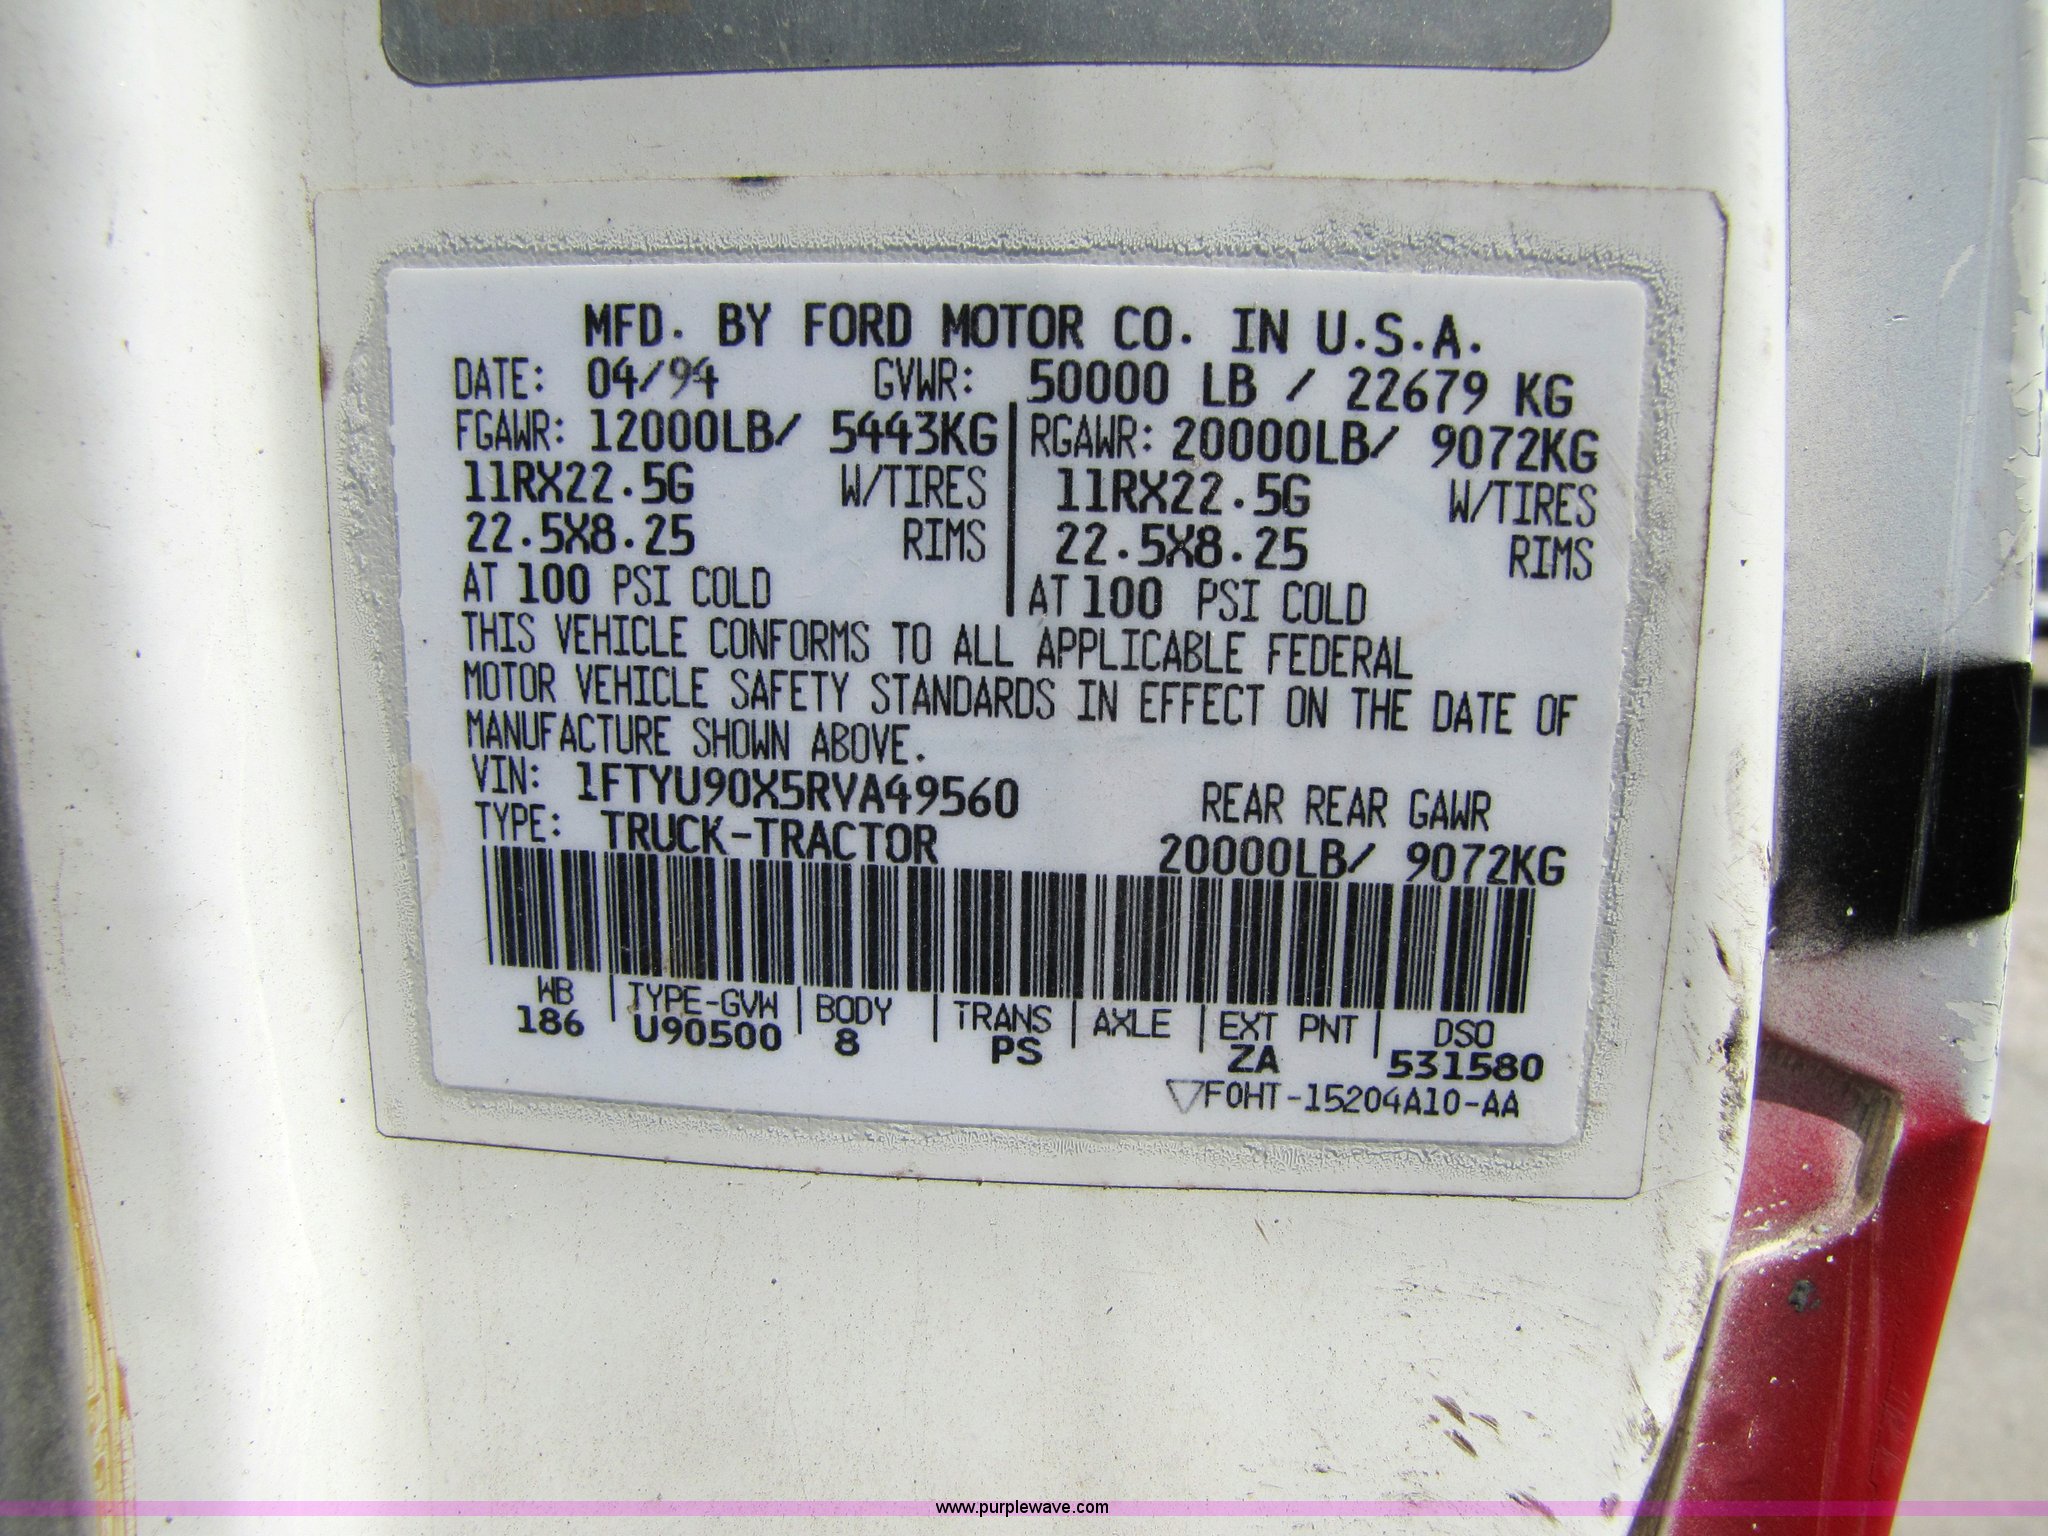 MFD. BY FORD MOTOR CO. IN U.S.A.
DATE: 04/94 GVWR: 50000 LB / 22679 KG
FGAWR: 12000LB/ 5443KG RGAWR: 20000LB/ 9072KG
11RX22.5G W/TIRES 11RX22.5G W/TIRES
22.5X8.25 RIMS 22.5X8.25 RIMS
AT 100 PSI COLD AT 100 PSI COLD
THIS VEHICLE CONFORMS TO ALL APPLICABLE FEDERAL
MOTOR VEHICLE SAFETY STANDARDS IN EFFECT ON THE DATE OF
MANUFACTURE SHOWN ABOVE.
VIN: 1FTYU90X5RVA49560 REAR REAR GAWR
TYPE: TRUCK-TRACTOR 20000LB/ 9072KG
WB TYPE-GVW BODY TRANS AXLE EXT PNT DSO
186 U90500 8 PS ZA 531580
F0HT-15204A10-AA
www.purplewave.com